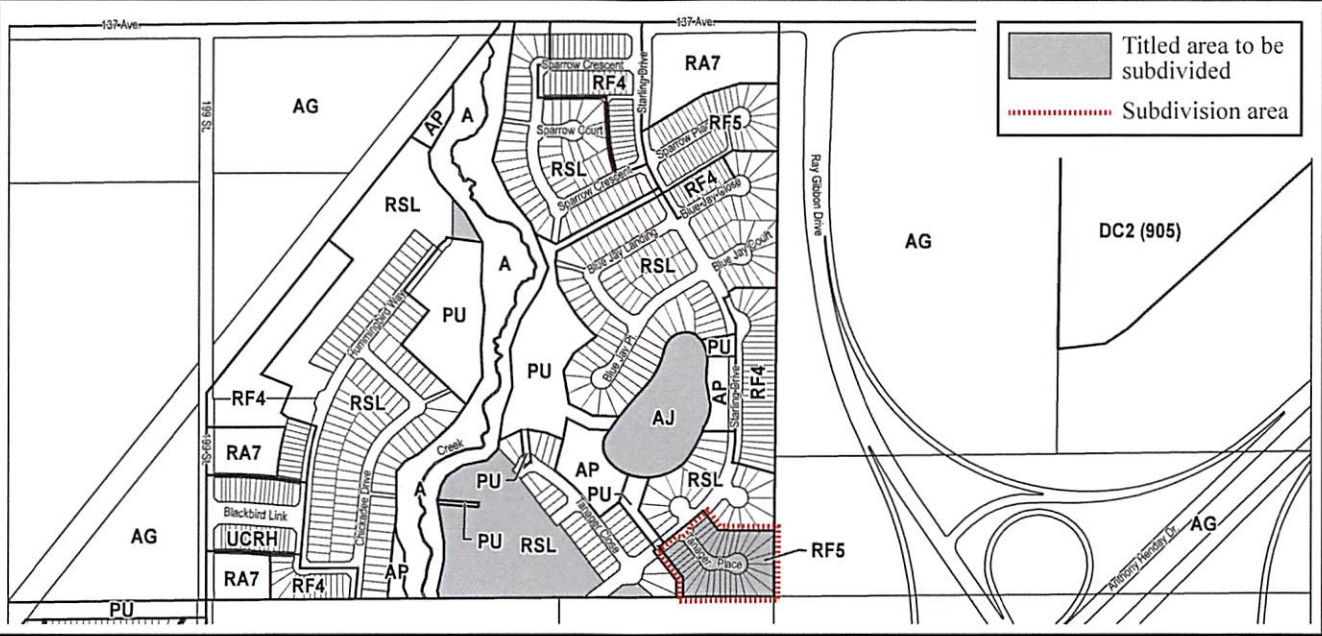 137 Ave.
137 Ave.
Titled area to be
subdivided
Subdivision area
199 St.
AG
AP
A
Sparrow Crescent
RF4
Starling Drive
RA7
Sparrow Court
RSL
Sparrow Crescent
RF5
RF4
Blue Jay Close
Ray Gibbon Drive
AG
DC2 (905)
RSL
A
Blue Jay Landing
RSL
Blue Jay Court
PU
Hummingbird Way
PU
Blue Jay Pl.
PU
AP
Starling Drive
RF4
RF4
RSL
AJ
199 St.
RA7
Creek
PU
AP
PU
RSL
Chickadee Drive
A
Blackbird Link
UCRH
PU
RSL
Tanager Close
Tanager Place
RF5
AG
AG
Anthony Henday Dr.
RA7
RF4
AP
PU